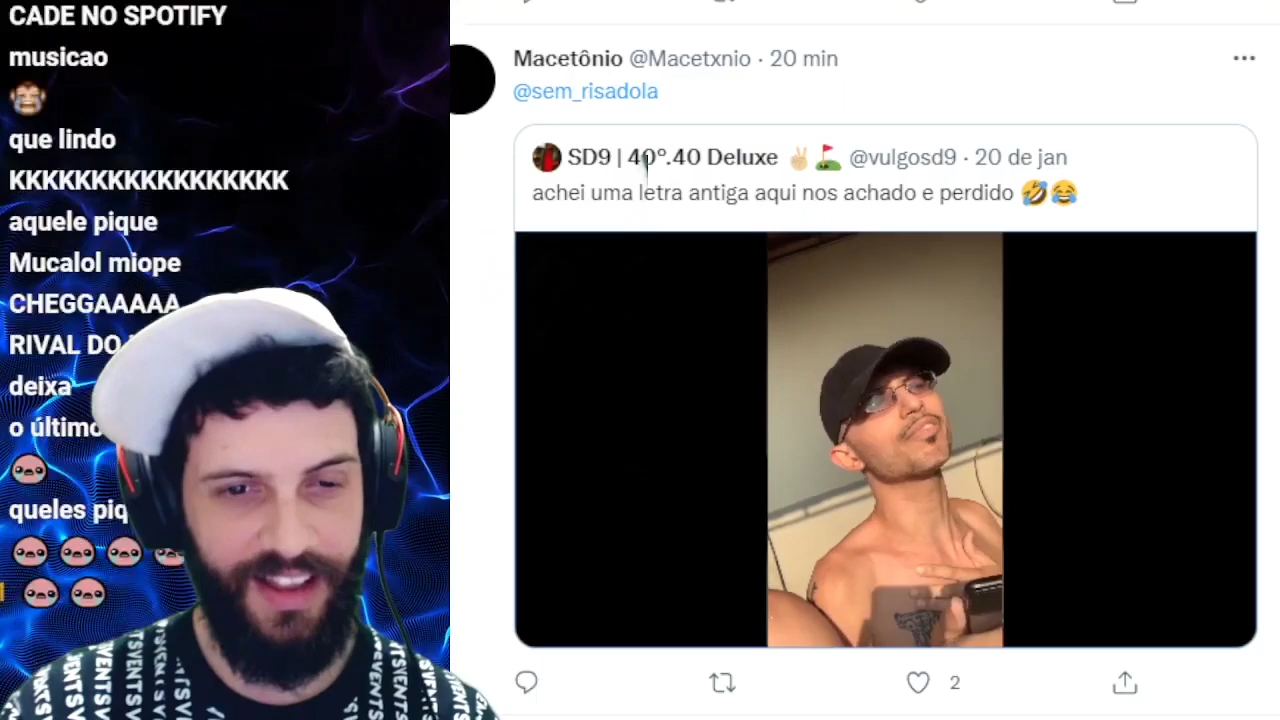 CADE NO SPOTIFY
musicao
que lindo
KKKKKKKKKKKKKKKKK
aquele pique
Mucalol miope
CHEGGAAAAA
RIVAL DO
deixa
o último
queles piq
Macetônio @Macetxnio · 20 min
@sem_risadola
SD9 | 40º.40 Deluxe @vulgosd9 · 20 de jan
achei uma letra antiga aqui nos achado e perdido
2